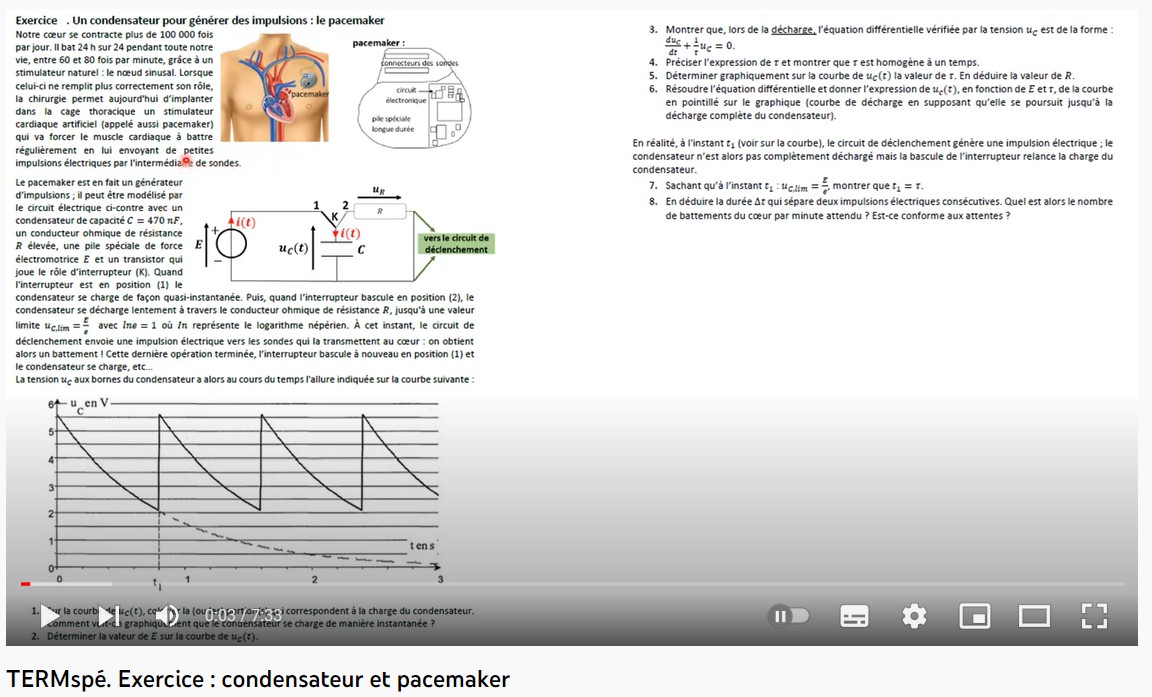 Exercice . Un condensateur pour générer des impulsions : le pacemaker
Notre cœur se contracte plus de 100 000 fois
par jour. Il bat 24 h sur 24 pendant toute notre
vie, entre 60 et 80 fois par minute, grâce à un
stimulateur naturel : le nœud sinusal. Lorsque
celui-ci ne remplit plus correctement son rôle,
la chirurgie permet aujourd'hui d'implanter
dans la cage thoracique un stimulateur
cardiaque artificiel (appelé aussi pacemaker)
qui va forcer le muscle cardiaque à battre
régulièrement en lui envoyant de petites
impulsions électriques par l'intermédiaire de sondes.
pacemaker
pacemaker :
connecteurs des sondes
circuit
électronique
pile spéciale
longue durée
Le pacemaker est en fait un générateur
d'impulsions ; il peut être modélisé par
le circuit électrique ci-contre avec un
condensateur de capacité C = 470 nF,
un conducteur ohmique de résistance
R élevée, une pile spéciale de force
électromotrice E et un transistor qui
joue le rôle d'interrupteur (K). Quand
l'interrupteur est en position (1) le
condensateur se charge de façon quasi-instantanée. Puis, quand l'interrupteur bascule en position (2), le
condensateur se décharge lentement à travers le conducteur ohmique de résistance R, jusqu'à une valeur
limite u_{C,lim} = E/e avec lne = 1 où ln représente le logarithme népérien. À cet instant, le circuit de
déclenchement envoie une impulsion électrique vers les sondes qui la transmettent au cœur : on obtient
alors un battement ! Cette dernière opération terminée, l'interrupteur bascule à nouveau en position (1) et
le condensateur se charge, etc...
La tension u_C aux bornes du condensateur a alors au cours du temps l'allure indiquée sur la courbe suivante :
u_R
1 2
R
K
+ i(t)
i(t)
E
u_C(t)
C
−
vers le circuit de
déclenchement
u_C en V
6
5
4
3
2
1
0
t en s
0 t₁ 1 2 3
1. Sur la courbe de u_C(t), la (ou correspondent à la charge du condensateur.
Comment graphiquement que le condensateur se charge de manière instantanée ?
2. Déterminer la valeur de E sur la courbe de u_C(t).
3. Montrer que, lors de la décharge, l'équation différentielle vérifiée par la tension u_C est de la forme :
du_C/dt + 1/τ u_C = 0.
4. Préciser l'expression de τ et montrer que τ est homogène à un temps.
5. Déterminer graphiquement sur la courbe de u_C(t) la valeur de τ. En déduire la valeur de R.
6. Résoudre l'équation différentielle et donner l'expression de u_C(t), en fonction de E et τ, de la courbe
en pointillé sur le graphique (courbe de décharge en supposant qu'elle se poursuit jusqu'à la
décharge complète du condensateur).
En réalité, à l'instant t₁ (voir sur la courbe), le circuit de déclenchement génère une impulsion électrique ; le
condensateur n'est alors pas complètement déchargé mais la bascule de l'interrupteur relance la charge du
condensateur.
7. Sachant qu'à l'instant t₁ : u_{C,lim} = E/e, montrer que t₁ = τ.
8. En déduire la durée Δt qui sépare deux impulsions électriques consécutives. Quel est alors le nombre
de battements du cœur par minute attendu ? Est-ce conforme aux attentes ?
0:03 / 7:33
TERMspé. Exercice : condensateur et pacemaker